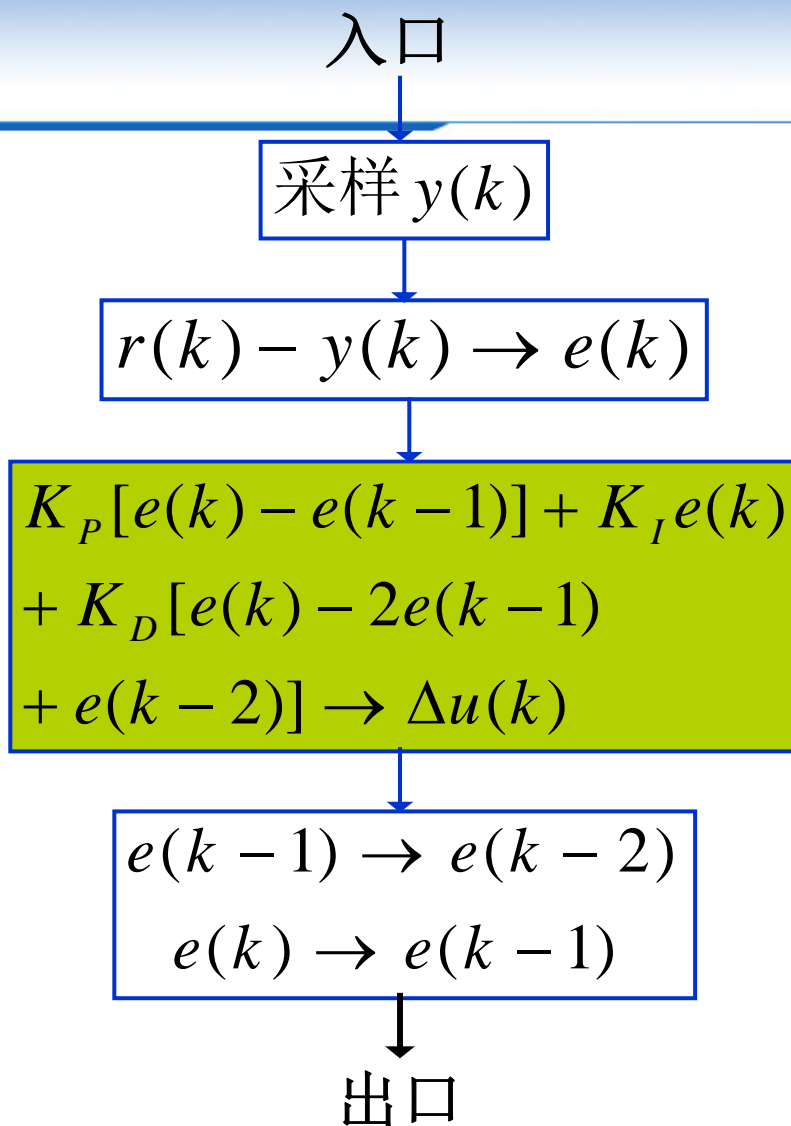 入口
采样 y(k)
r(k) − y(k) → e(k)
K_P[e(k) − e(k − 1)] + K_I e(k)
+ K_D[e(k) − 2e(k − 1)
+ e(k − 2)] → Δu(k)
e(k − 1) → e(k − 2)
e(k) → e(k − 1)
出口